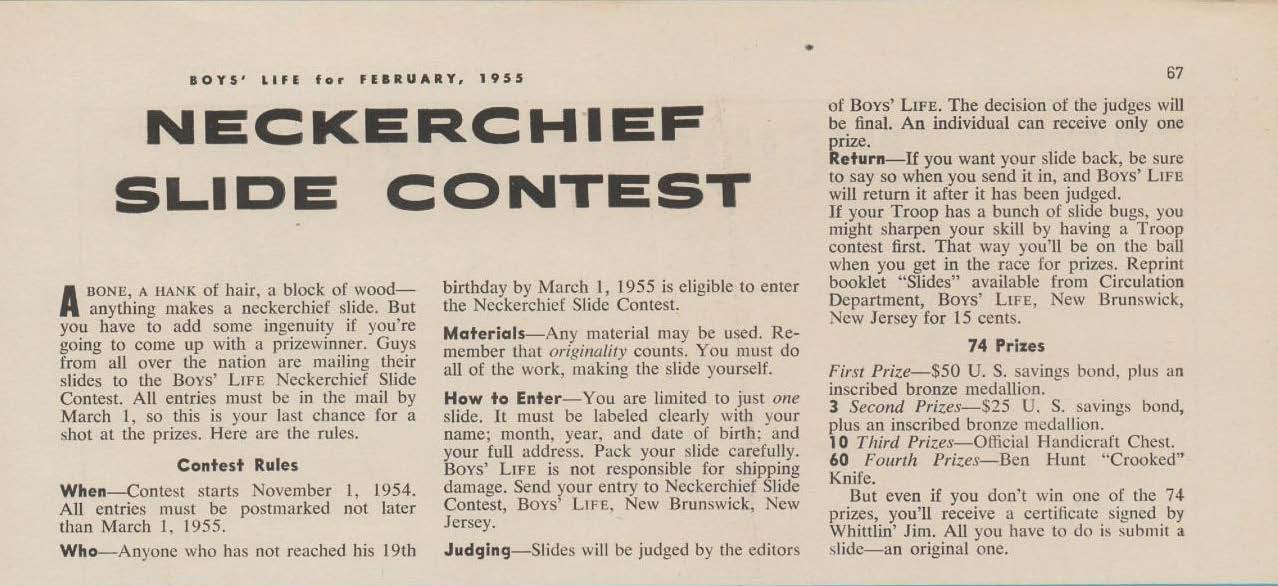 BOYS' LIFE for FEBRUARY, 1955
67
NECKERCHIEF
SLIDE CONTEST
A BONE, A HANK of hair, a block of wood—
anything makes a neckerchief slide. But
you have to add some ingenuity if you're
going to come up with a prizewinner. Guys
from all over the nation are mailing their
slides to the BOYS' LIFE Neckerchief Slide
Contest. All entries must be in the mail by
March 1, so this is your last chance for a
shot at the prizes. Here are the rules.
Contest Rules
When—Contest starts November 1, 1954.
All entries must be postmarked not later
than March 1, 1955.
Who—Anyone who has not reached his 19th
birthday by March 1, 1955 is eligible to enter
the Neckerchief Slide Contest.
Materials—Any material may be used. Re-
member that originality counts. You must do
all of the work, making the slide yourself.
How to Enter—You are limited to just one
slide. It must be labeled clearly with your
name; month, year, and date of birth; and
your full address. Pack your slide carefully.
BOYS' LIFE is not responsible for shipping
damage. Send your entry to Neckerchief Slide
Contest, BOYS' LIFE, New Brunswick, New
Jersey.
Judging—Slides will be judged by the editors
of BOYS' LIFE. The decision of the judges will
be final. An individual can receive only one
prize.
Return—If you want your slide back, be sure
to say so when you send it in, and BOYS' LIFE
will return it after it has been judged.
If your Troop has a bunch of slide bugs, you
might sharpen your skill by having a Troop
contest first. That way you'll be on the ball
when you get in the race for prizes. Reprint
booklet "Slides" available from Circulation
Department, BOYS' LIFE, New Brunswick,
New Jersey for 15 cents.
74 Prizes
First Prize—$50 U. S. savings bond, plus an
inscribed bronze medallion.
3 Second Prizes—$25 U. S. savings bond,
plus an inscribed bronze medallion.
10 Third Prizes—Official Handicraft Chest.
60 Fourth Prizes—Ben Hunt "Crooked"
Knife.
But even if you don't win one of the 74
prizes, you'll receive a certificate signed by
Whittlin' Jim. All you have to do is submit a
slide—an original one.